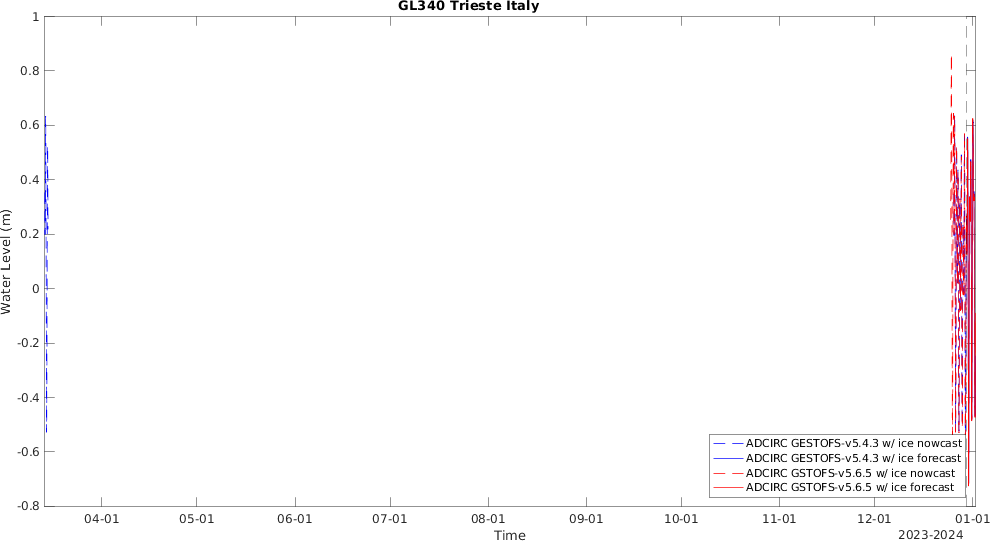 GL340 Trieste Italy
1
0.8
0.6
0.4
0.2
0
-0.2
-0.4
-0.6
-0.8
Water Level (m)
ADCIRC GESTOFS-v5.4.3 w/ ice nowcast
ADCIRC GESTOFS-v5.4.3 w/ ice forecast
ADCIRC GSTOFS-v5.6.5 w/ ice nowcast
ADCIRC GSTOFS-v5.6.5 w/ ice forecast
04-01 05-01 06-01 07-01 08-01 09-01 10-01 11-01 12-01 01-01
Time
2023-2024